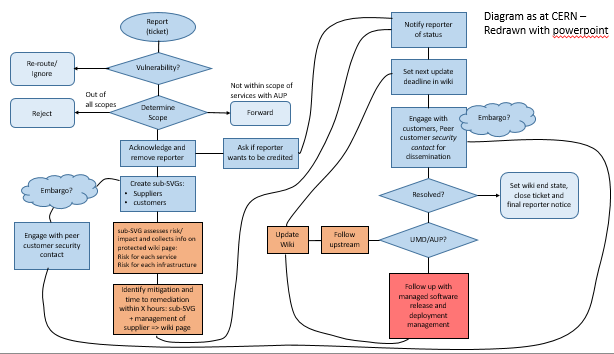 Diagram as at CERN –
Redrawn with powerpoint
Report
(ticket)
Vulnerability?
Re-route/
Ignore
Out of
all scopes
Determine
Scope
Reject
Not within scope of
services with AUP
Forward
Acknowledge and
remove reporter
Ask if reporter
wants to be credited
Embargo?
Create sub-SVGs:
• Suppliers
• customers
Engage with peer
customer security
contact
sub-SVG assesses risk/
impact and collects info on
protected wiki page:
Risk for each service
Risk for each infrastructure
Identify mitigation and
time to remediation
within X hours: sub-SVG
+ management of
supplier => wiki page
Notify reporter
of status
Set next update
deadline in wiki
Engage with
customers, Peer
customer security
contact for
dissemination
Embargo?
Resolved?
Set wiki end state,
close ticket and
final reporter notice
Update
Wiki
Follow
upstream
UMD/AUP?
Follow up with
managed software
release and
deployment
management